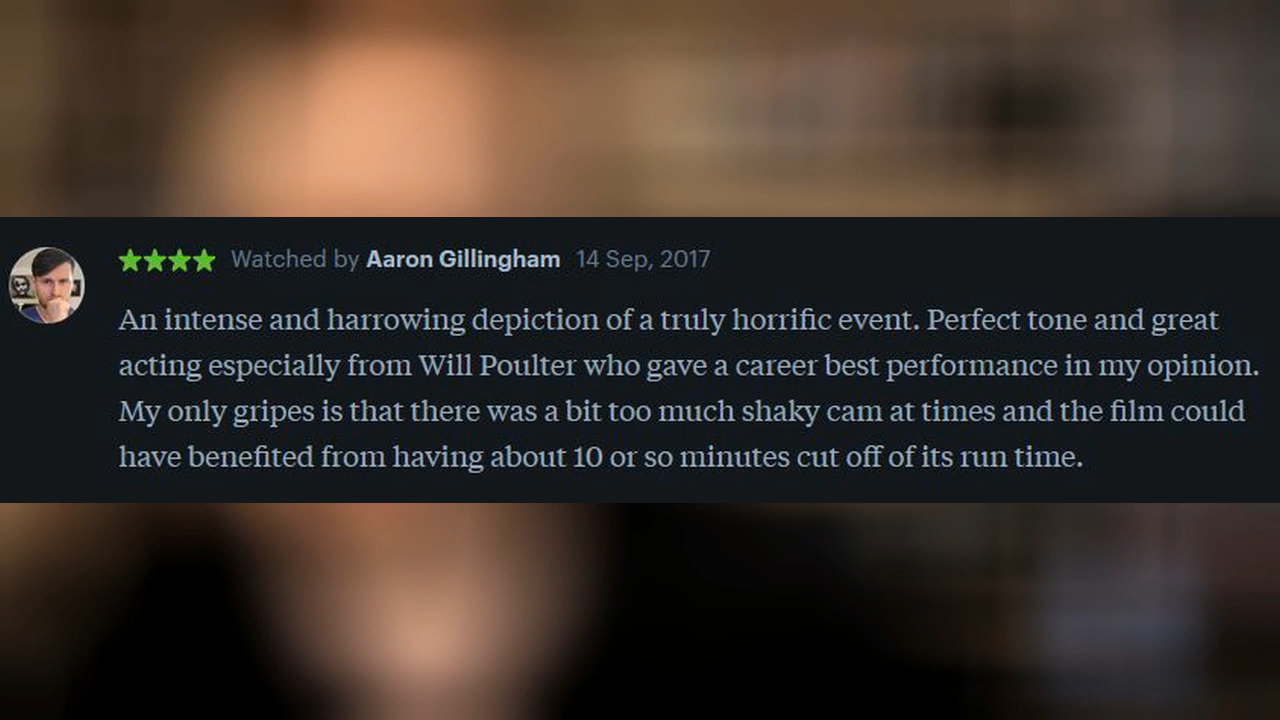 ★★★★ Watched by Aaron Gillingham 14 Sep, 2017
An intense and harrowing depiction of a truly horrific event. Perfect tone and great
acting especially from Will Poulter who gave a career best performance in my opinion.
My only gripes is that there was a bit too much shaky cam at times and the film could
have benefited from having about 10 or so minutes cut off of its run time.